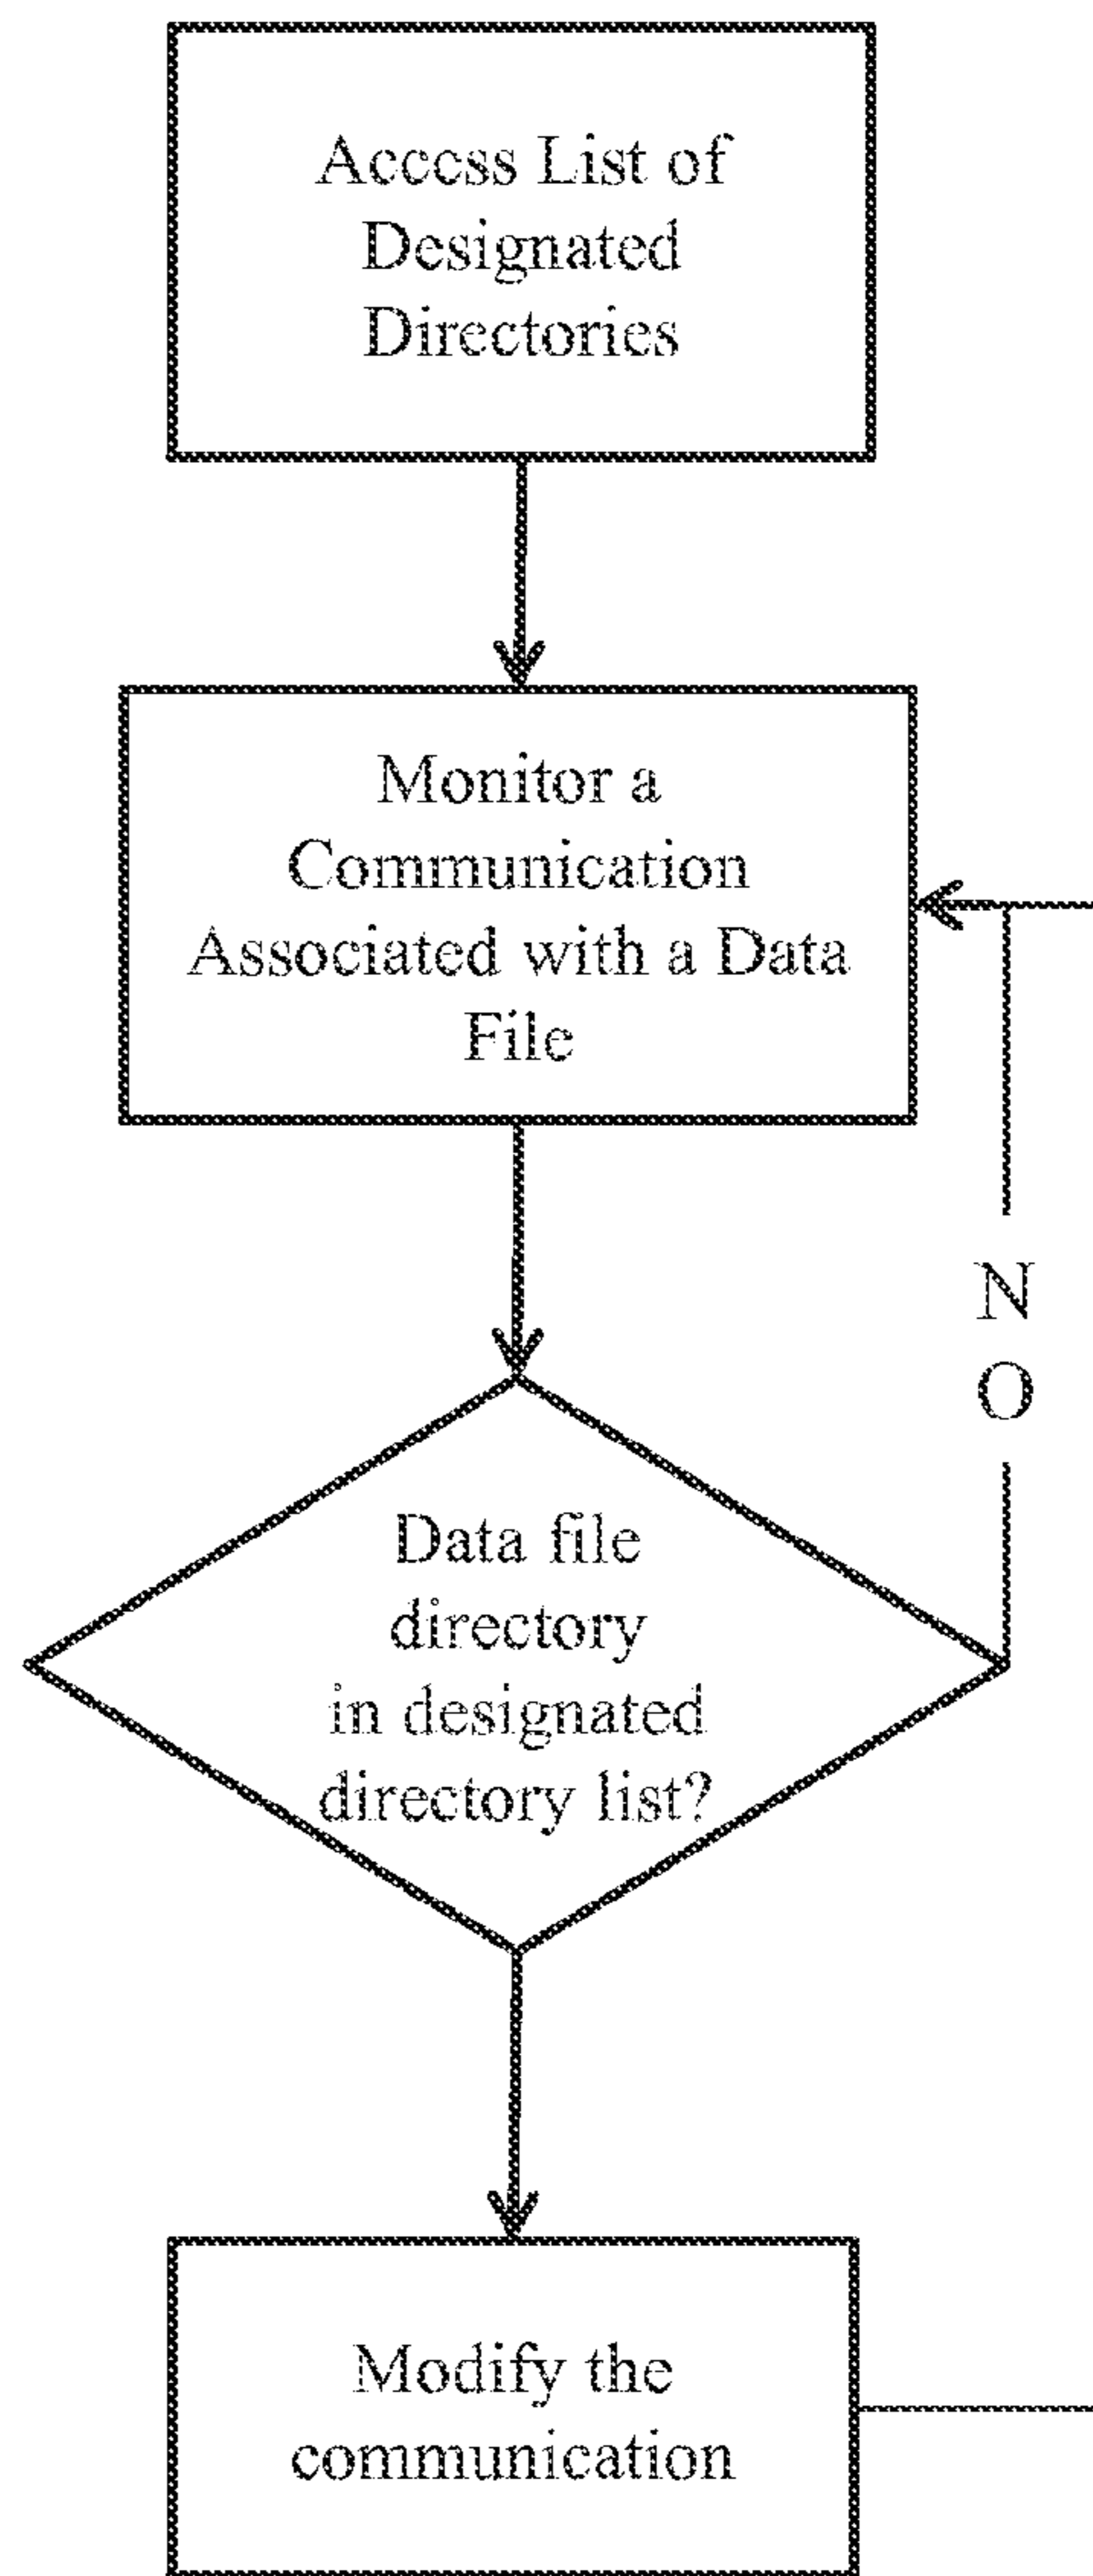 Access List of
Designated
Directories
Monitor a
Communication
Associated with a Data
File
N
O
Data file
directory
in designated
directory list?
Modify the
communication